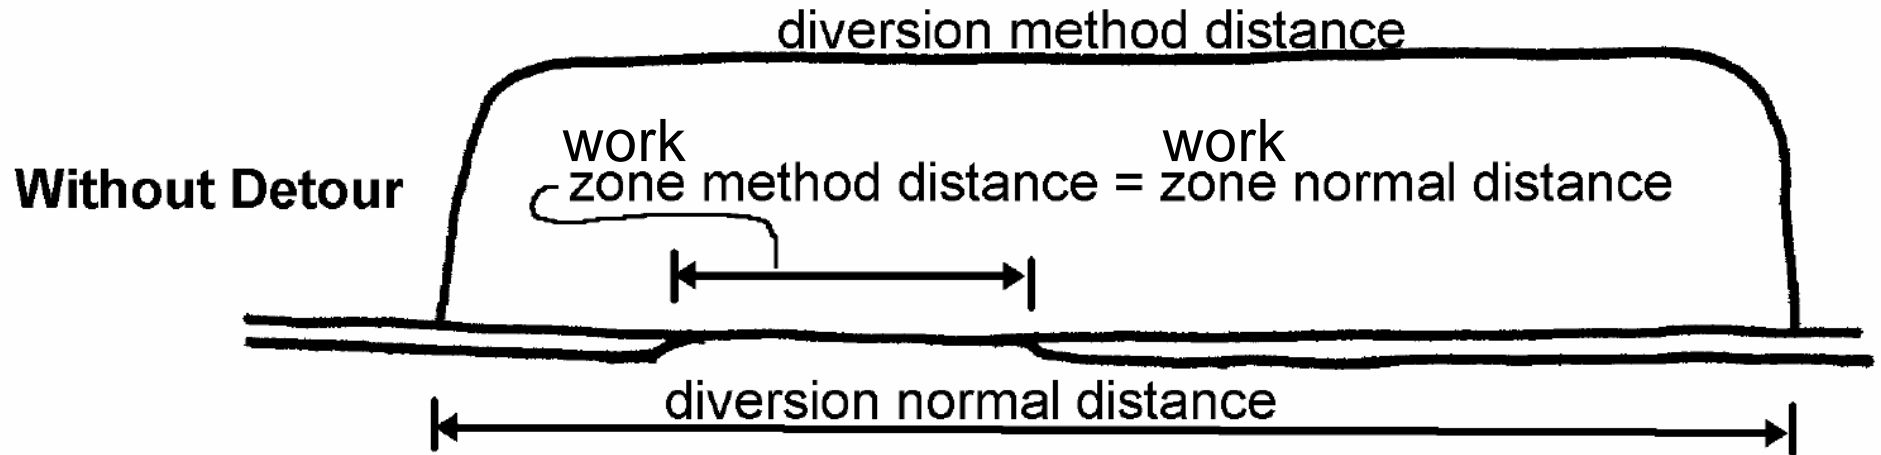 diversion method distance
work work
Without Detour zone method distance = zone normal distance
diversion normal distance